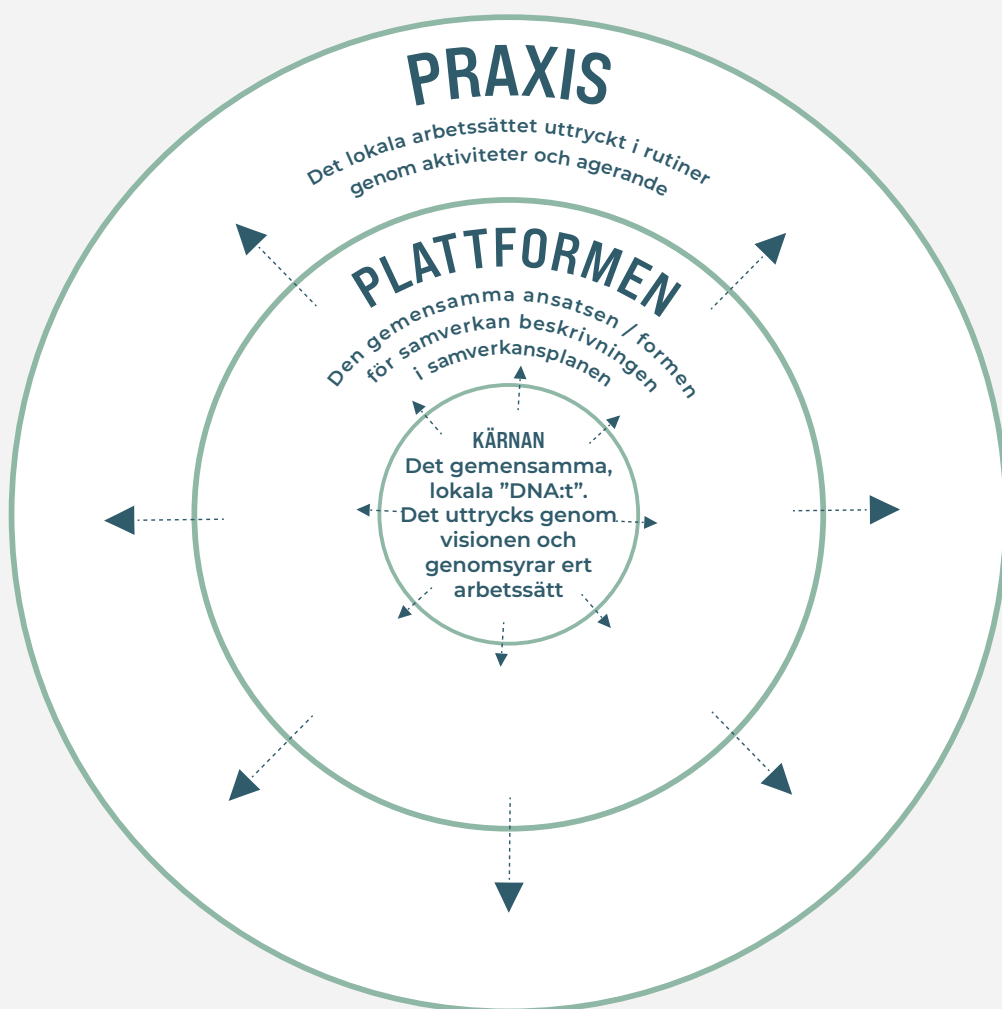 PRAXIS
Det lokala arbetssättet uttryckt i rutiner
genom aktiviteter och agerande
PLATTFORMEN
Den gemensamma ansatsen / formen
för samverkan beskrivningen
i samverkansplanen
KÄRNAN
Det gemensamma,
lokala ”DNA:t”.
Det uttrycks genom
visionen och
genomsyrar ert
arbetssätt